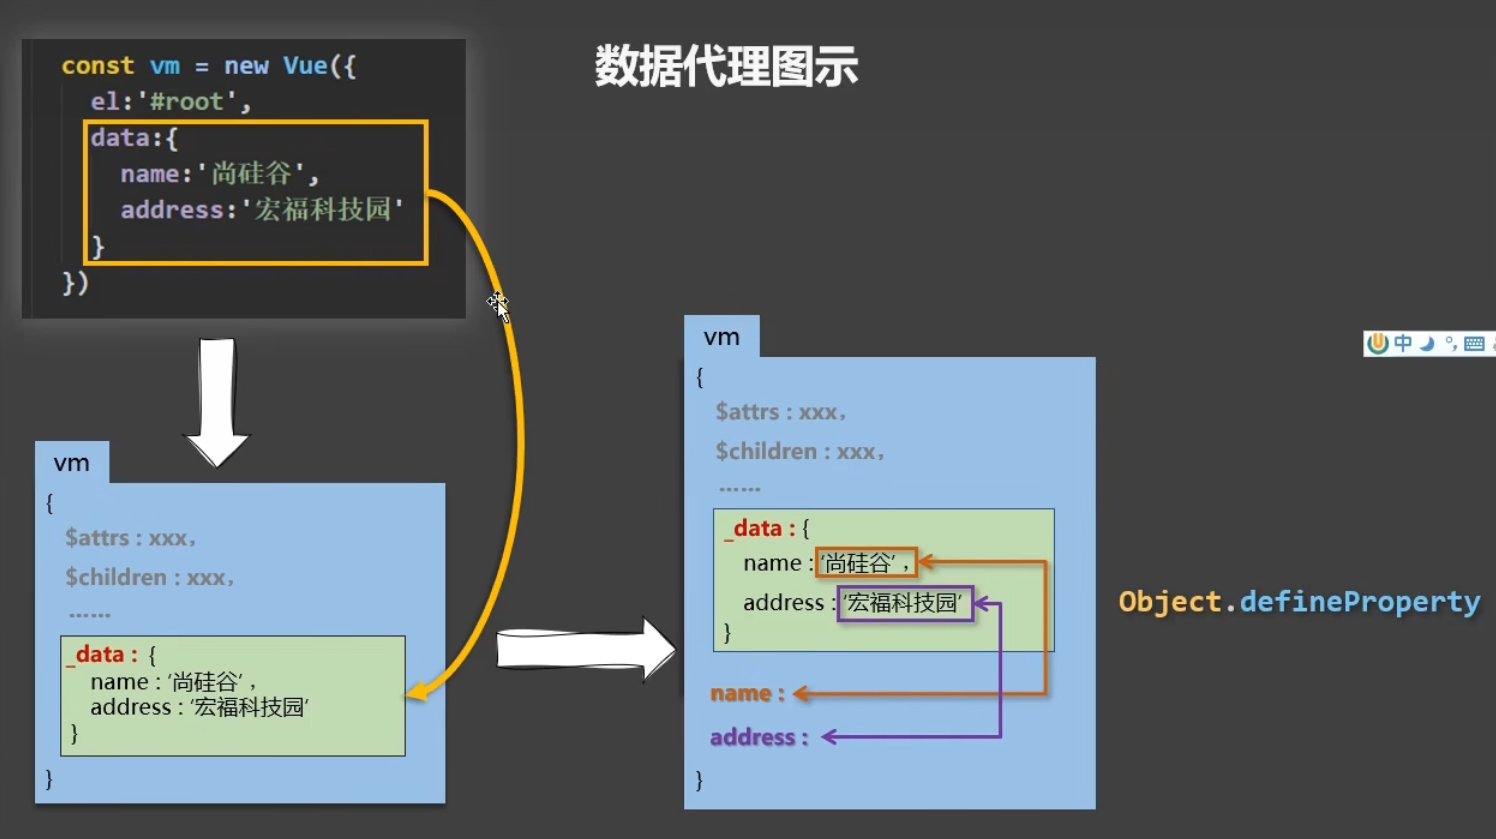 数据代理图示
const vm = new Vue({
el:'#root',
data:{
name:'尚硅谷',
address:'宏福科技园'
}
})
vm
{
$attrs : xxx，
$children : xxx，
……
_data : {
name : ‘尚硅谷’，
address : ‘宏福科技园’
}
}
vm
{
$attrs : xxx，
$children : xxx，
……
_data : {
name : ‘尚硅谷’，
address : ‘宏福科技园’
}
name :
address :
}
Object.defineProperty
中